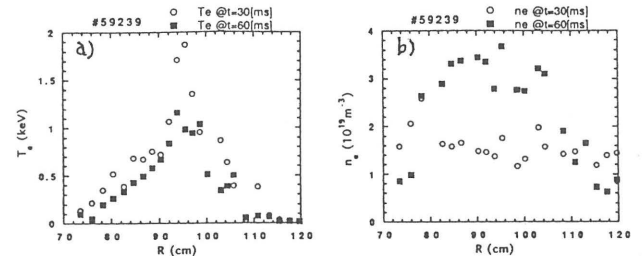 #59239
○ Te @t=30[ms]
■ Te @t=60[ms]
a)
2
1.5
1
0.5
0
T_e (keV)
70 80 90 100 110 120
R (cm)
#59239
○ ne @t=30[ms]
■ ne @t=60[ms]
b)
4
3
2
1
0
n_e (10^19 m^-3)
70 80 90 100 110 120
R (cm)